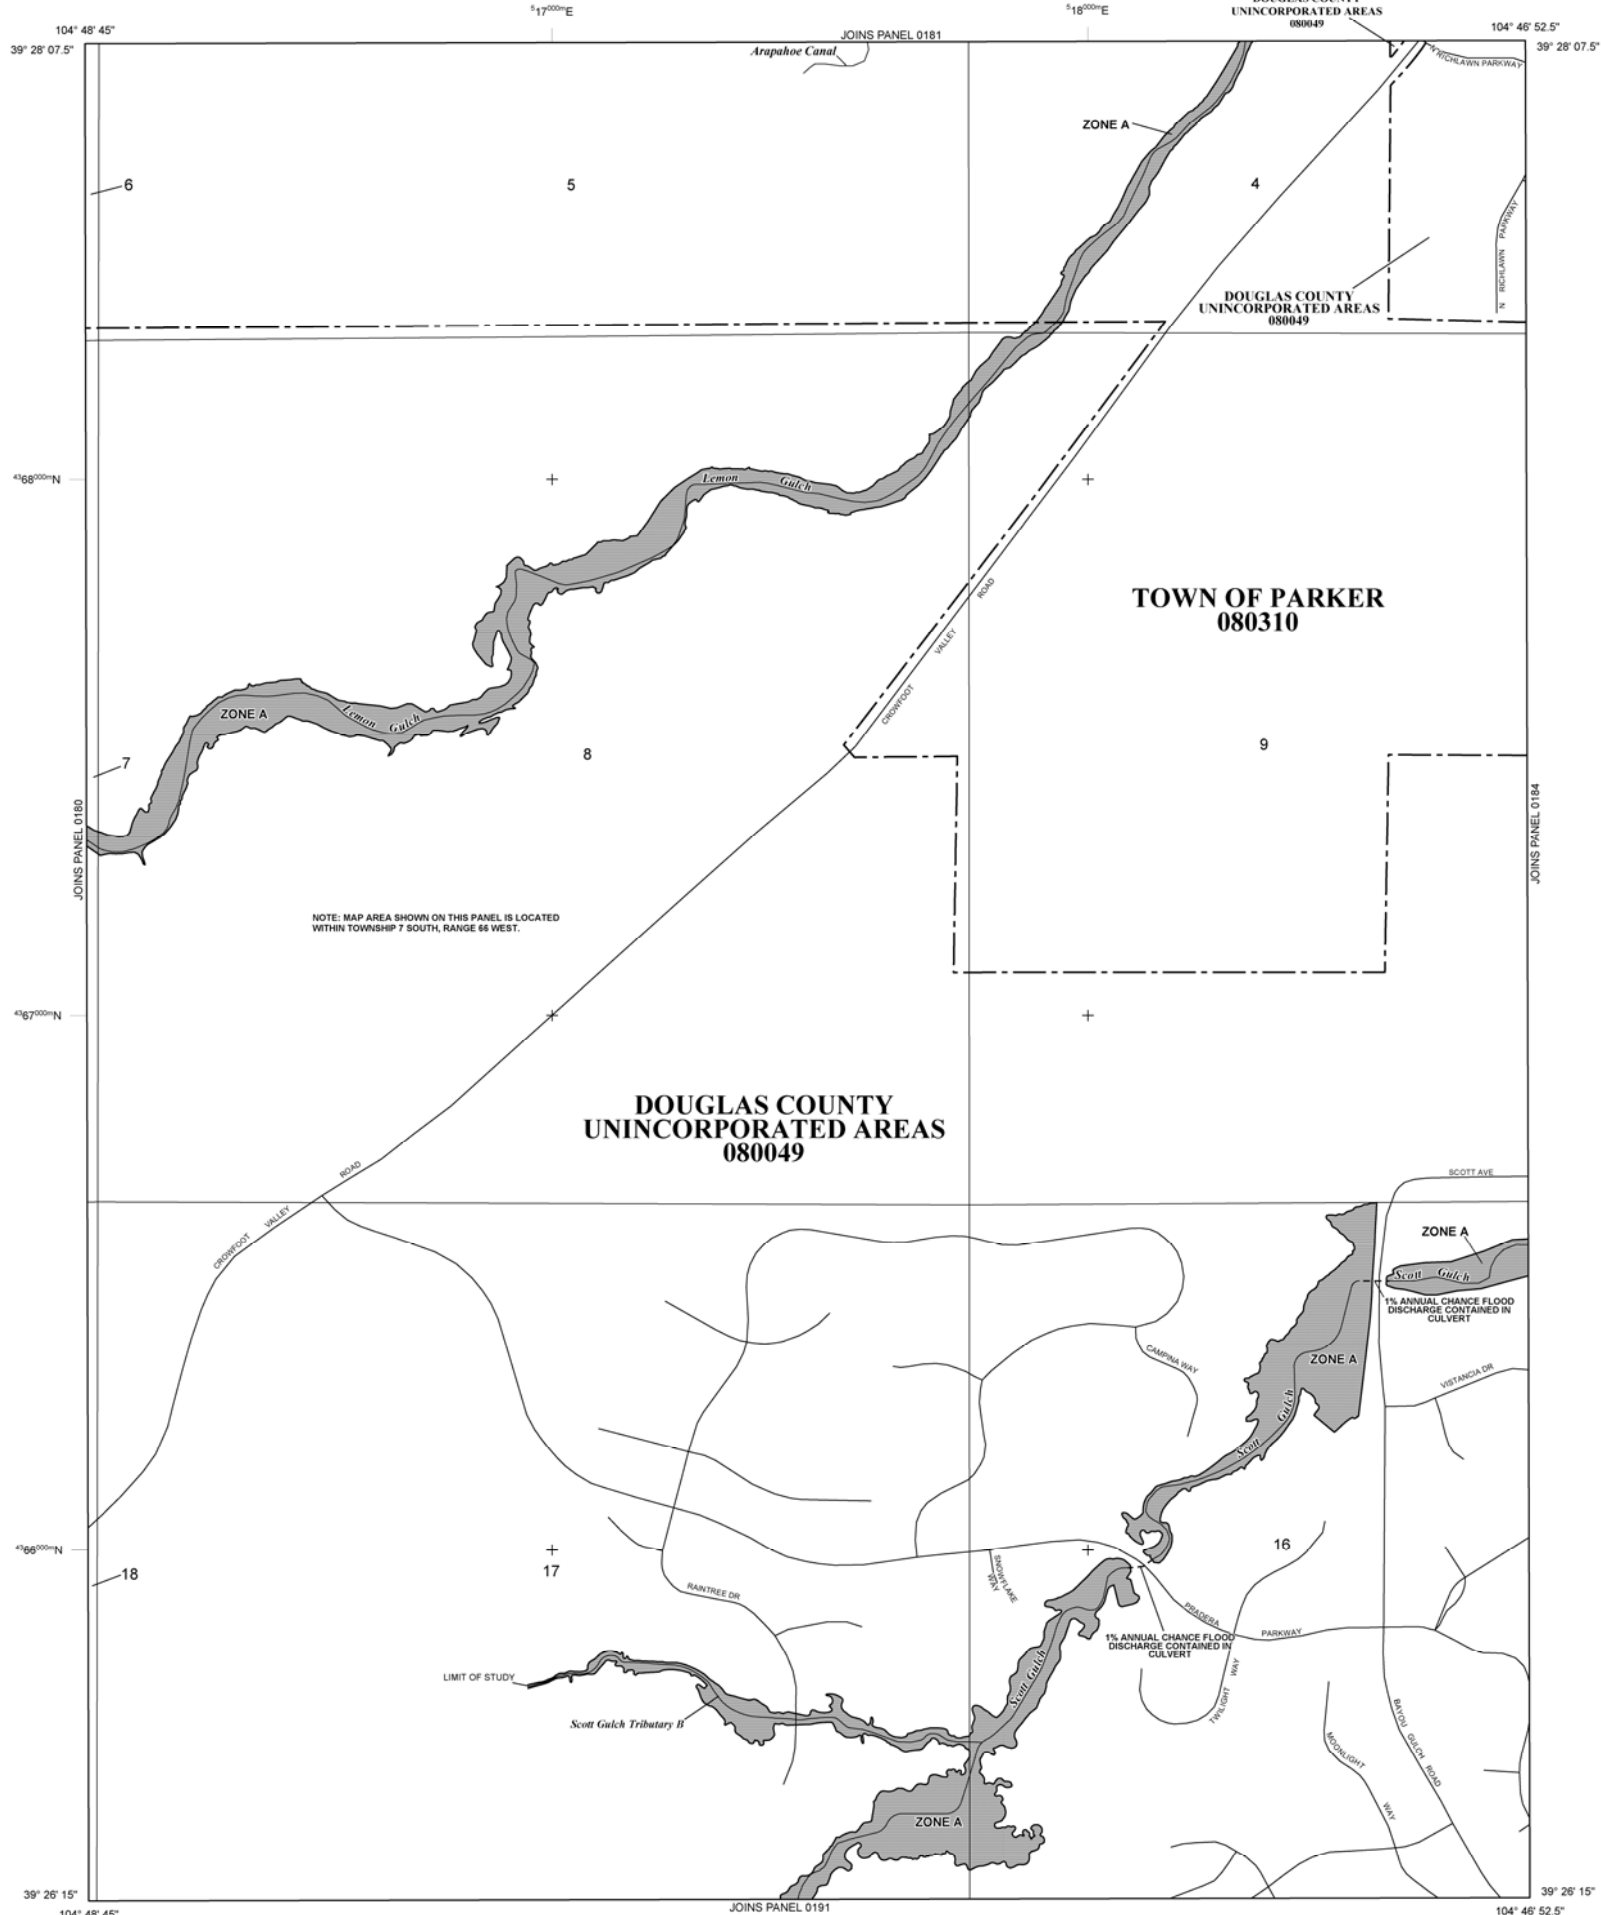 DOUGLAS COUNTY
UNINCORPORATED AREAS
080049
517000mE
518000mE
104° 48' 45"
104° 46' 52.5"
39° 28' 07.5"
39° 28' 07.5"
JOINS PANEL 0181
Arapahoe Canal
N RICHLAWN PARKWAY
ZONE A
6
5
4
N RICHLAWN PARKWAY
DOUGLAS COUNTY
UNINCORPORATED AREAS
080049
4368000mN
Lemon Gulch
CROWFOOT VALLEY ROAD
TOWN OF PARKER
080310
ZONE A
Lemon Gulch
7
8
9
JOINS PANEL 0180
JOINS PANEL 0184
NOTE: MAP AREA SHOWN ON THIS PANEL IS LOCATED
WITHIN TOWNSHIP 7 SOUTH, RANGE 66 WEST.
4367000mN
DOUGLAS COUNTY
UNINCORPORATED AREAS
080049
CROWFOOT VALLEY ROAD
SCOTT AVE
ZONE A
Scott Gulch
1% ANNUAL CHANCE FLOOD
DISCHARGE CONTAINED IN
CULVERT
ZONE A
CAMPINA WAY
VISTANCIA DR
Scott Gulch
4366000mN
18
17
16
SNOWFLAKE
WAY
RAINTREE DR
PRADERA PARKWAY
1% ANNUAL CHANCE FLOOD
DISCHARGE CONTAINED IN
CULVERT
LIMIT OF STUDY
Scott Gulch
TWILIGHT WAY
Scott Gulch Tributary B
MOONLIGHT WAY
BAYOU GULCH ROAD
ZONE A
39° 26' 15"
39° 26' 15"
JOINS PANEL 0191
104° 48' 45"
104° 46' 52.5"